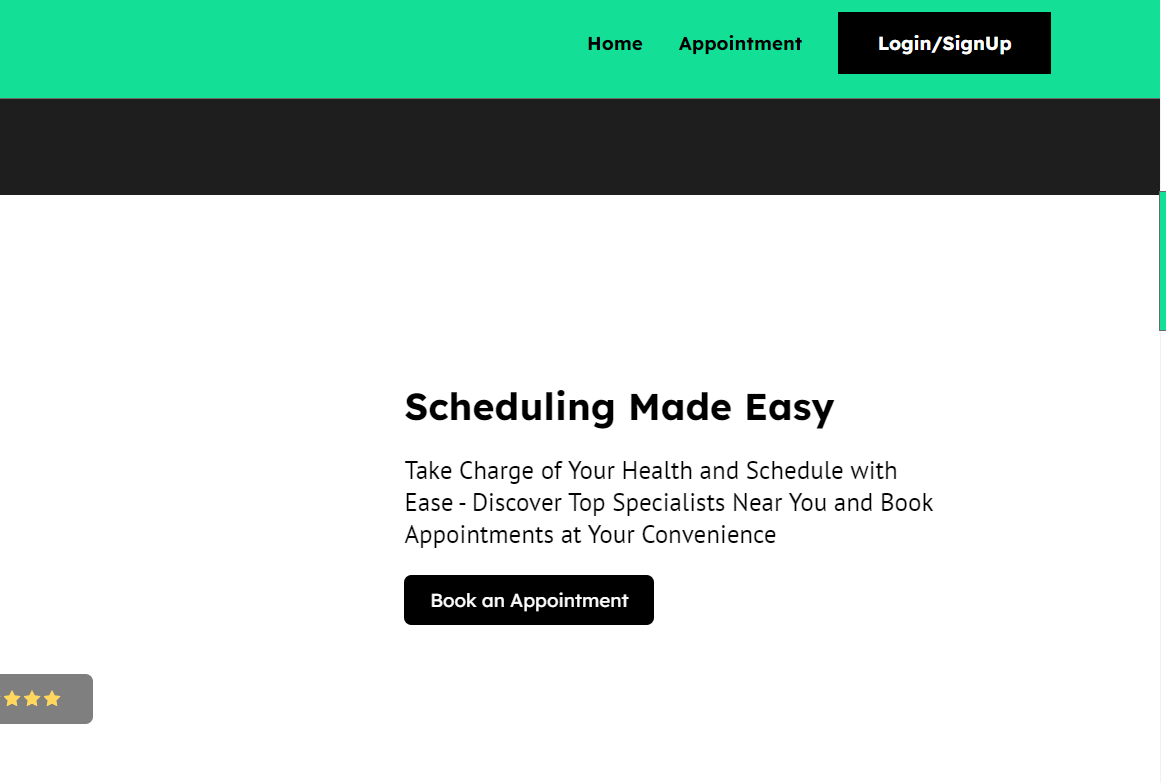 Home Appointment Login/SignUp
Scheduling Made Easy
Take Charge of Your Health and Schedule with
Ease - Discover Top Specialists Near You and Book
Appointments at Your Convenience
Book an Appointment